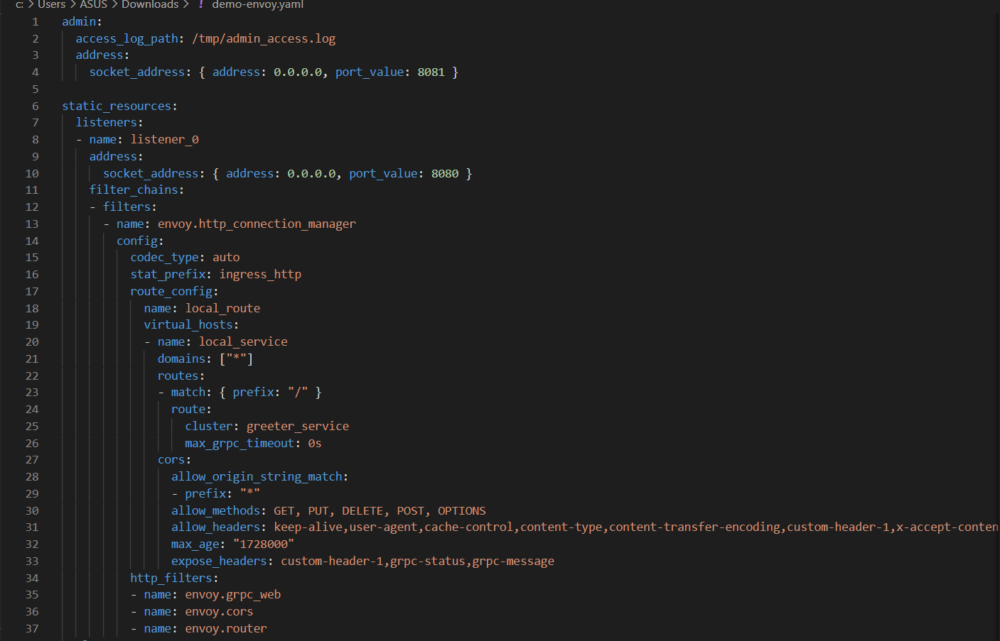 c: > Users > ASUS > Downloads > ! demo-envoy.yaml
1 admin:
2   access_log_path: /tmp/admin_access.log
3   address:
4     socket_address: { address: 0.0.0.0, port_value: 8081 }
5
6 static_resources:
7   listeners:
8   - name: listener_0
9     address:
10       socket_address: { address: 0.0.0.0, port_value: 8080 }
11     filter_chains:
12     - filters:
13       - name: envoy.http_connection_manager
14         config:
15           codec_type: auto
16           stat_prefix: ingress_http
17           route_config:
18             name: local_route
19             virtual_hosts:
20             - name: local_service
21               domains: ["*"]
22               routes:
23               - match: { prefix: "/" }
24                 route:
25                   cluster: greeter_service
26                   max_grpc_timeout: 0s
27               cors:
28                 allow_origin_string_match:
29                 - prefix: "*"
30                 allow_methods: GET, PUT, DELETE, POST, OPTIONS
31                 allow_headers: keep-alive,user-agent,cache-control,content-type,content-transfer-encoding,custom-header-1,x-accept-conten
32                 max_age: "1728000"
33                 expose_headers: custom-header-1,grpc-status,grpc-message
34           http_filters:
35           - name: envoy.grpc_web
36           - name: envoy.cors
37           - name: envoy.router